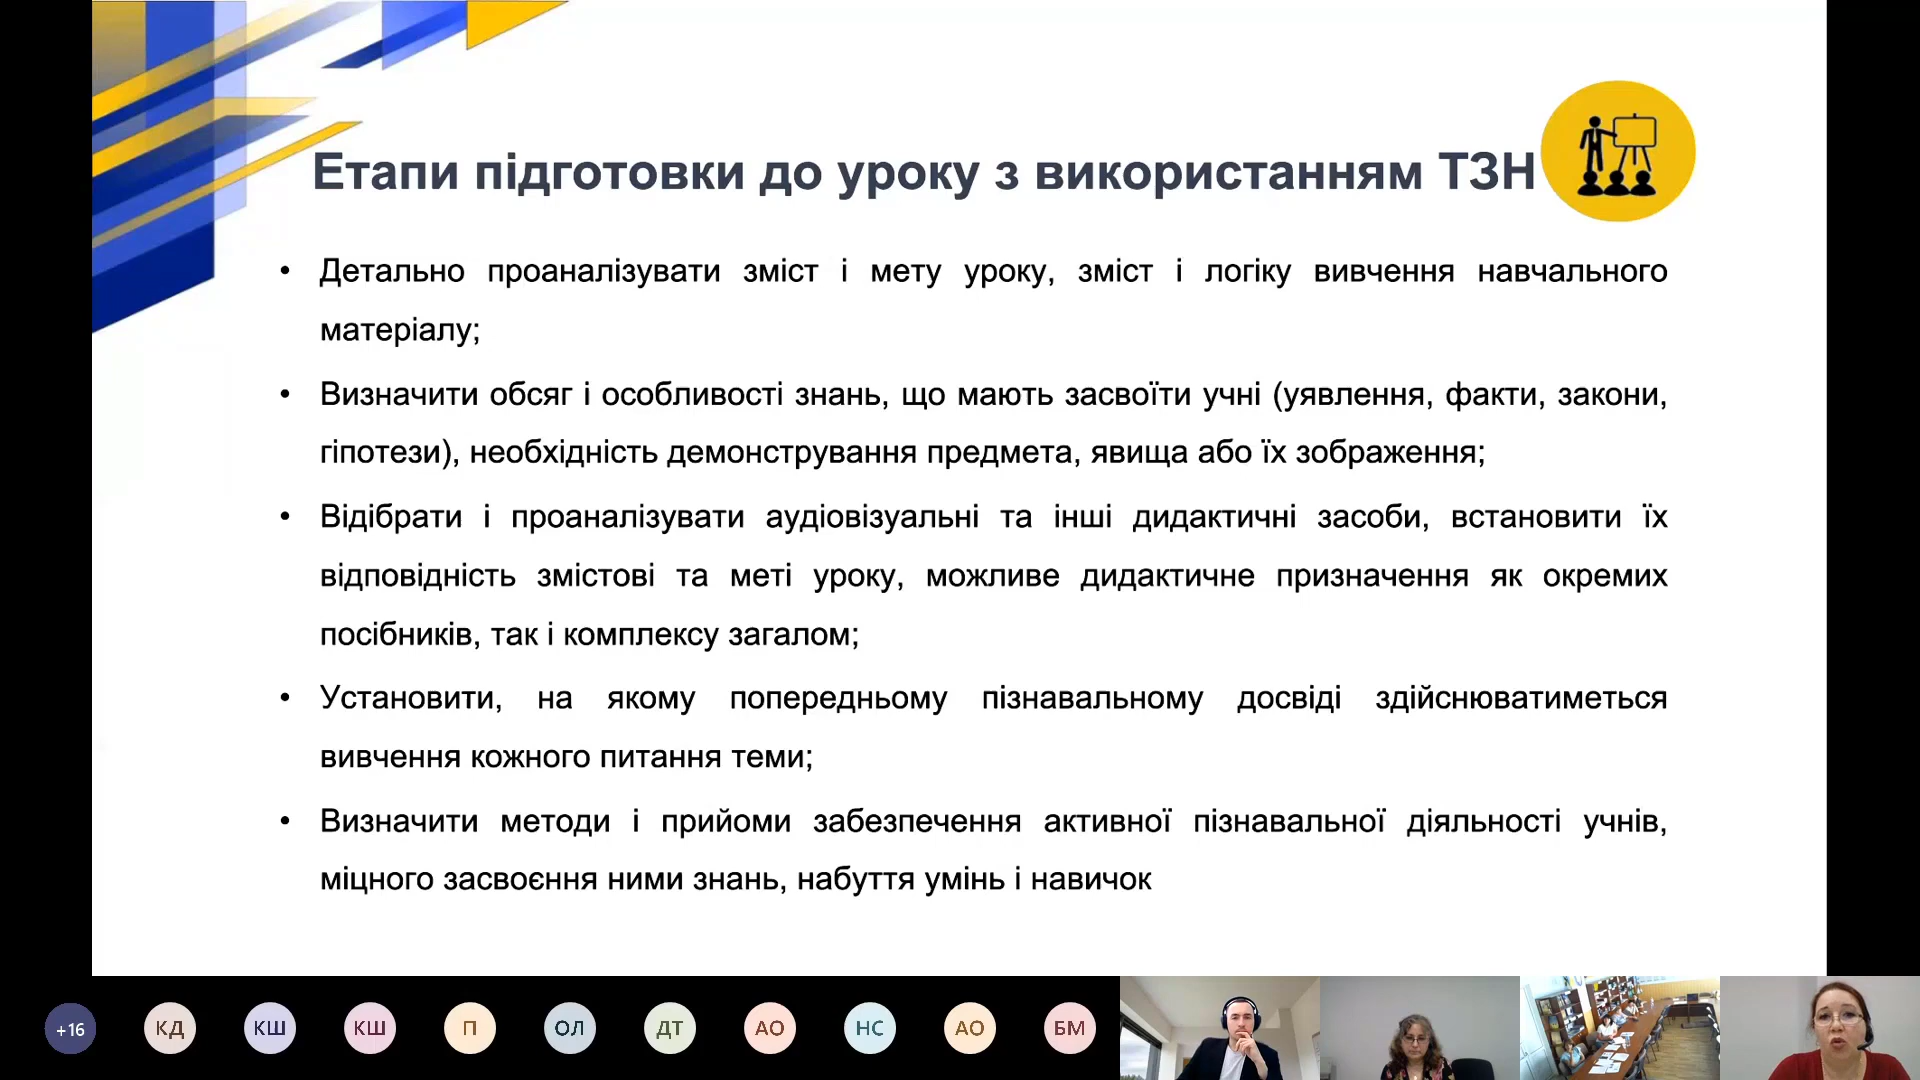 Етапи підготовки до уроку з використанням ТЗН
• Детально проаналізувати зміст і мету уроку, зміст і логіку вивчення навчального
матеріалу;
• Визначити обсяг і особливості знань, що мають засвоїти учні (уявлення, факти, закони,
гіпотези), необхідність демонстрування предмета, явища або їх зображення;
• Відібрати і проаналізувати аудіовізуальні та інші дидактичні засоби, встановити їх
відповідність змістові та меті уроку, можливе дидактичне призначення як окремих
посібників, так і комплексу загалом;
• Установити, на якому попередньому пізнавальному досвіді здійснюватиметься
вивчення кожного питання теми;
• Визначити методи і прийоми забезпечення активної пізнавальної діяльності учнів,
міцного засвоєння ними знань, набуття умінь і навичок
+16 КД КШ КШ П ОЛ ДТ АО НС АО БМ